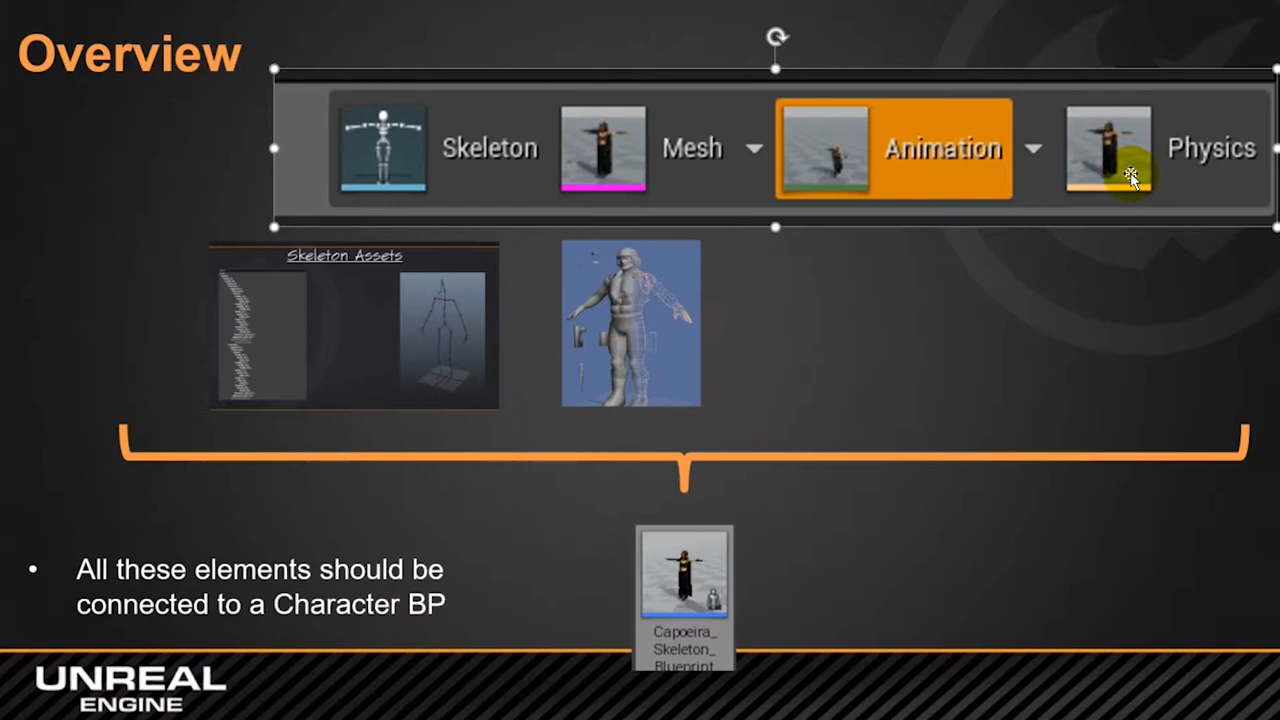 Overview
Skeleton Mesh Animation Physics
Skeleton Assets
• All these elements should be
connected to a Character BP
Capoeira_
Skeleton_
Blueprint
UNREAL
ENGINE